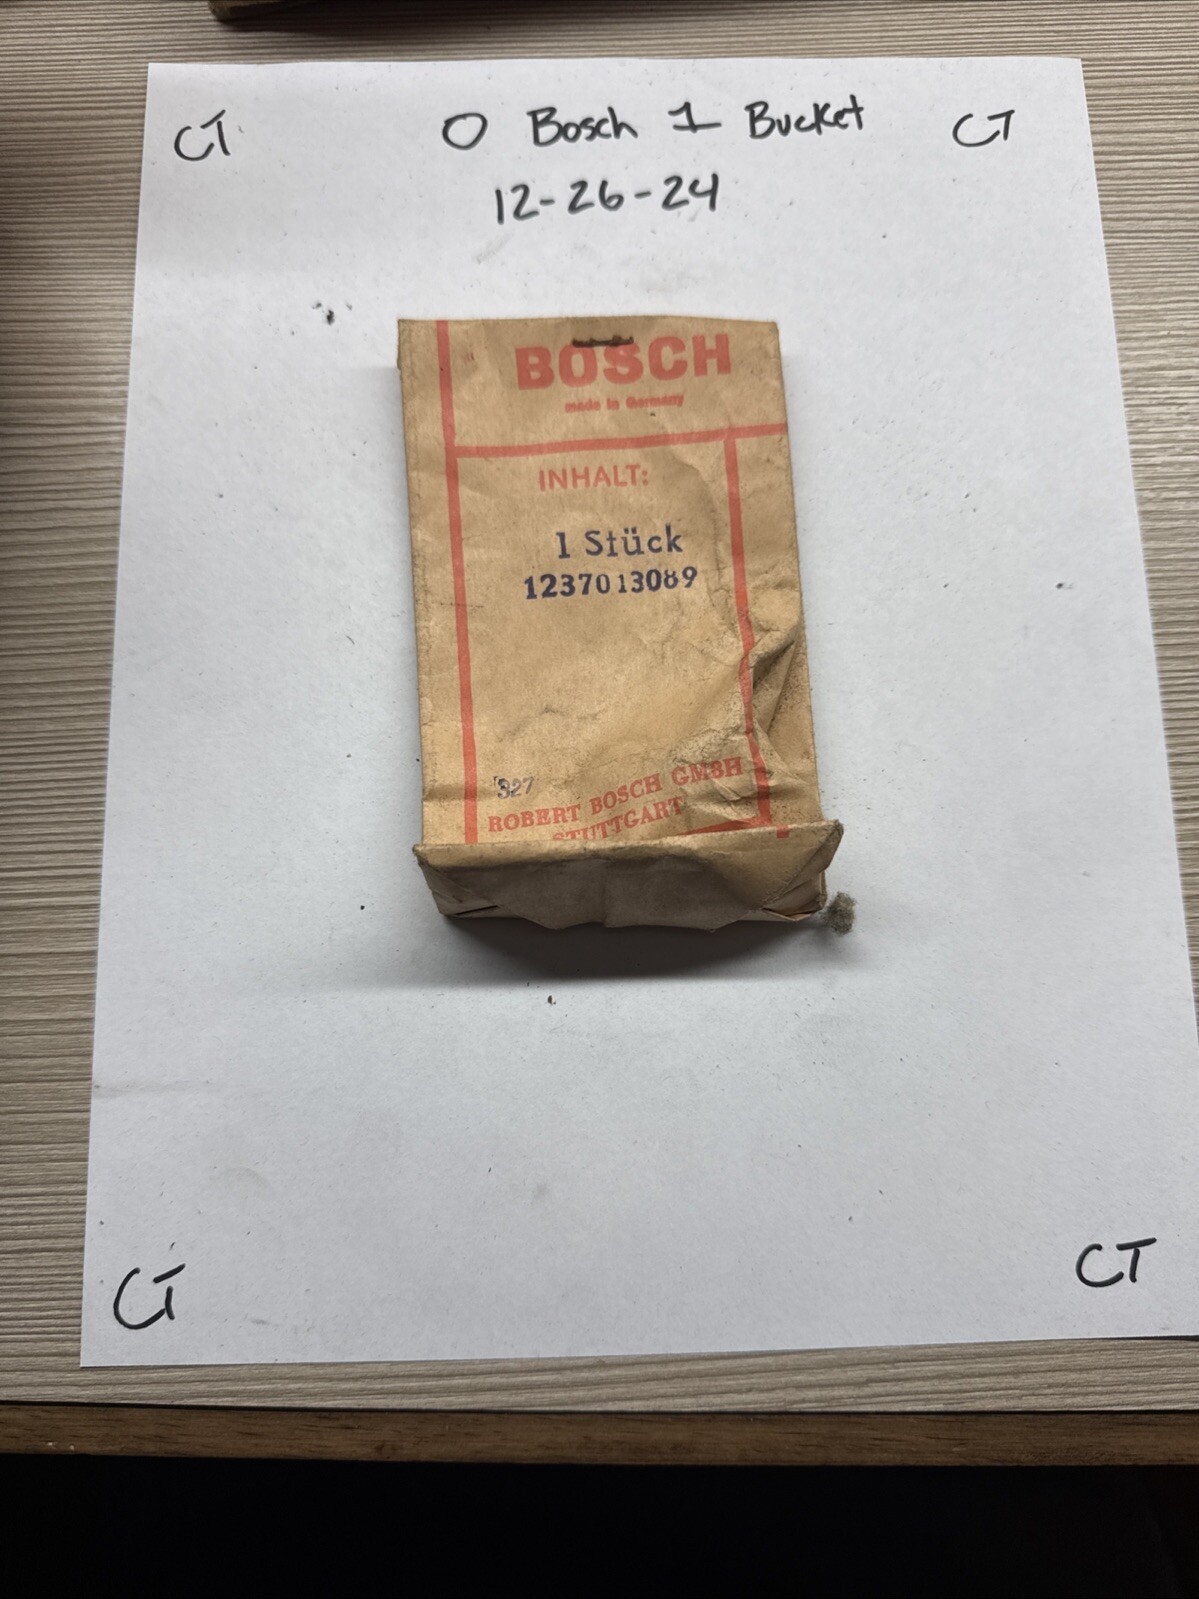 CT O Bosch 1 Bucket CT
12-26-24
BOSCH
made in Germany
INHALT:
1 Stück
1237013089
327
ROBERT BOSCH GMBH
STUTTGART
CT CT